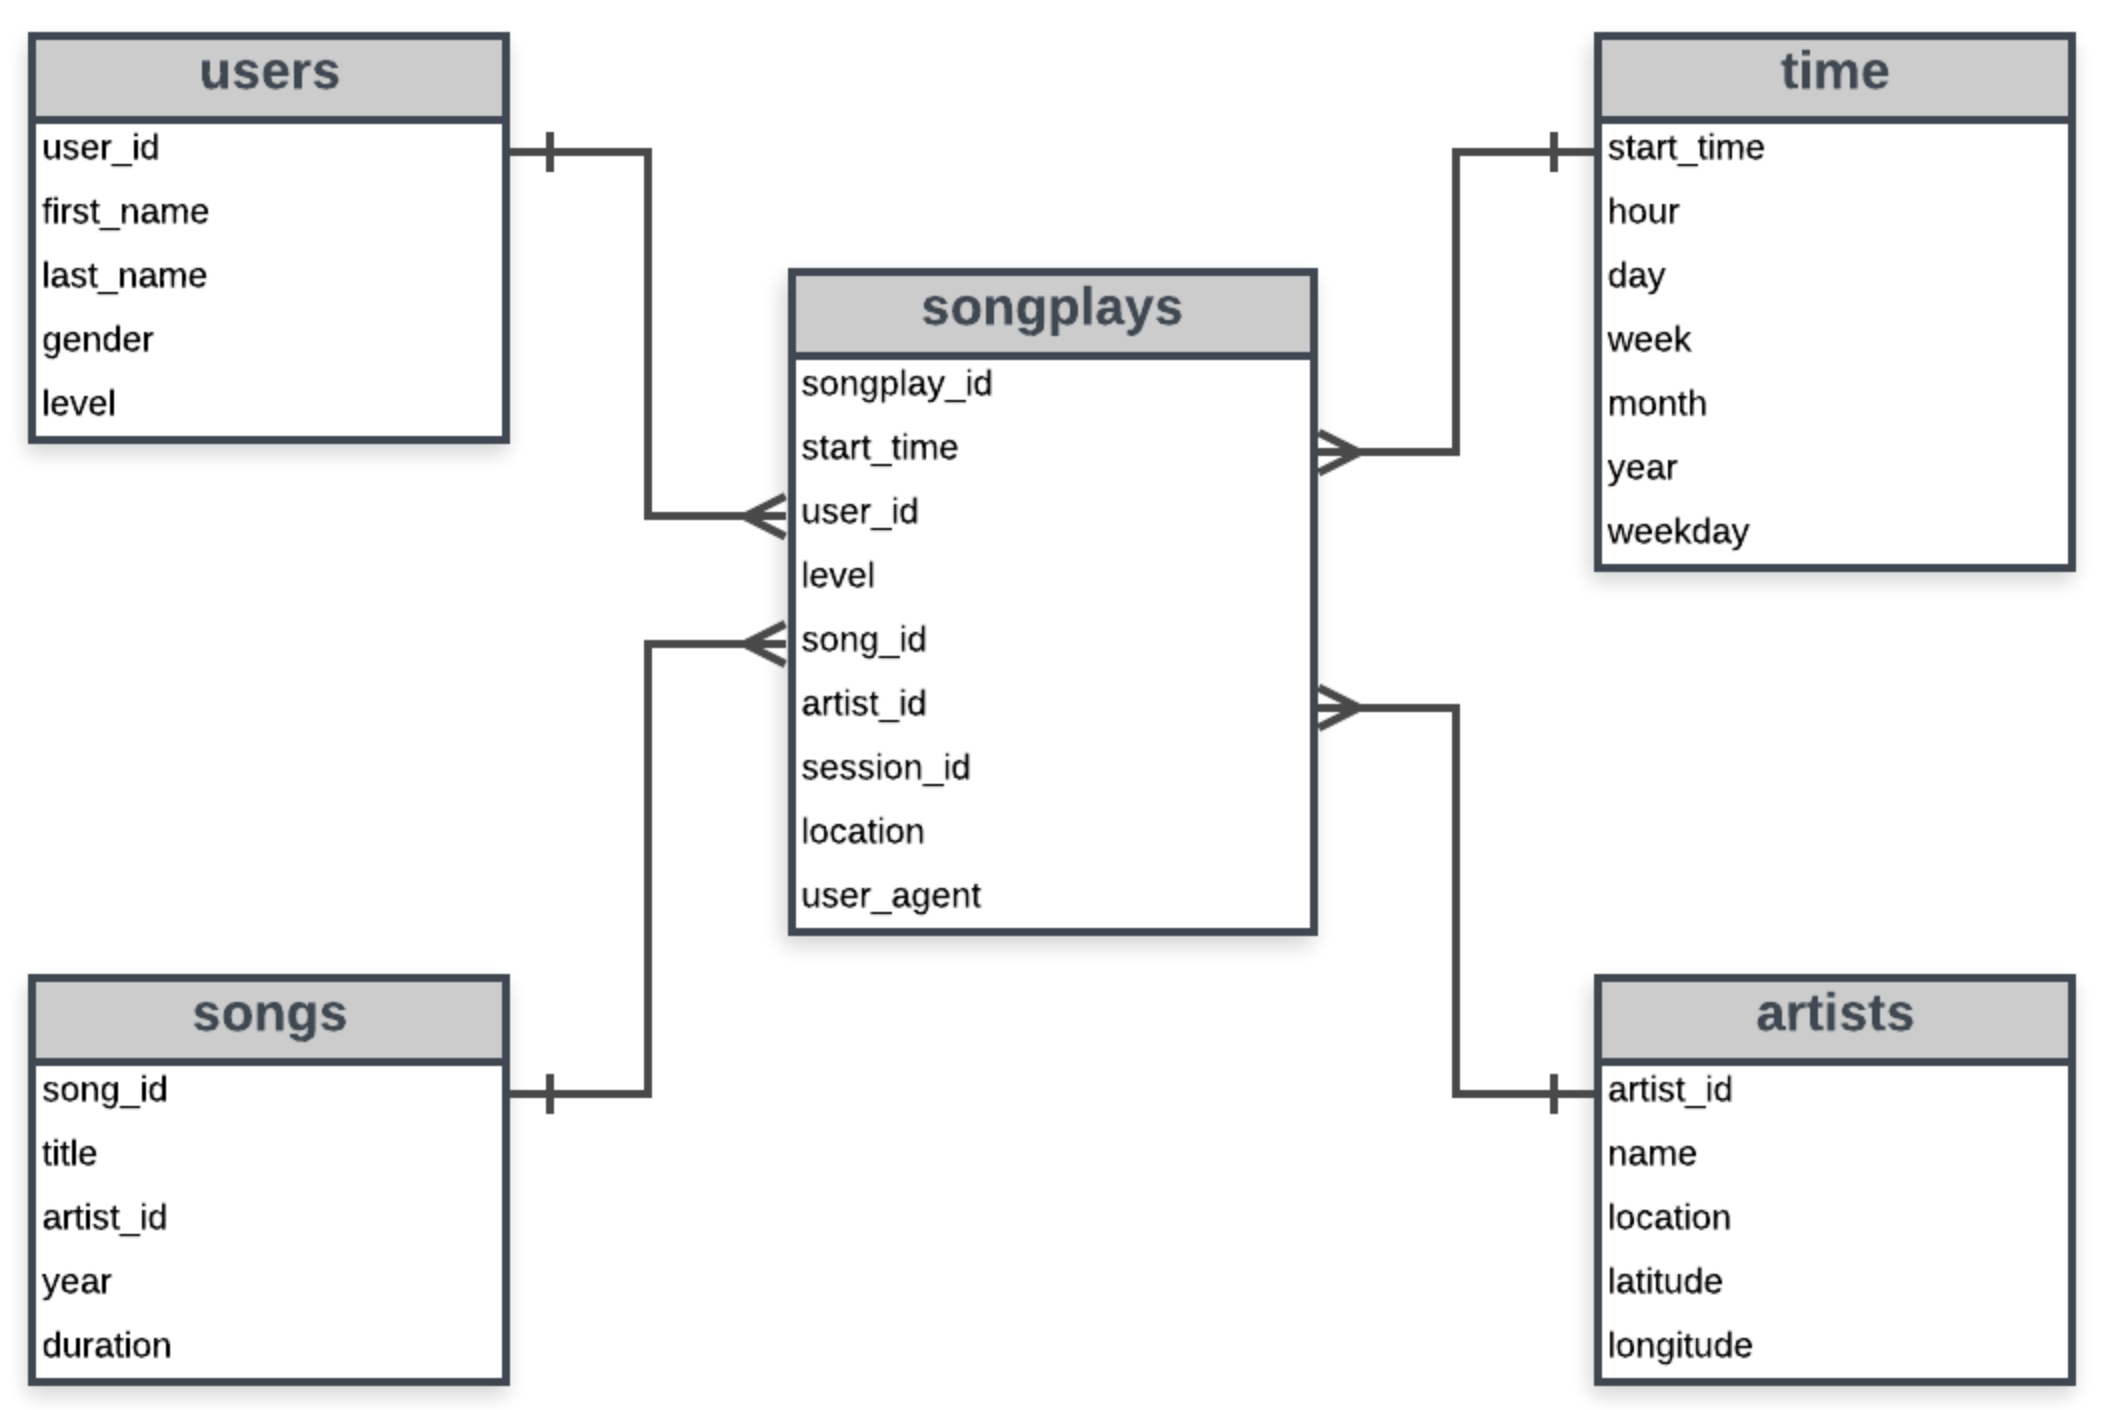 users
user_id
first_name
last_name
gender
level
time
start_time
hour
day
week
month
year
weekday
songplays
songplay_id
start_time
user_id
level
song_id
artist_id
session_id
location
user_agent
songs
song_id
title
artist_id
year
duration
artists
artist_id
name
location
latitude
longitude